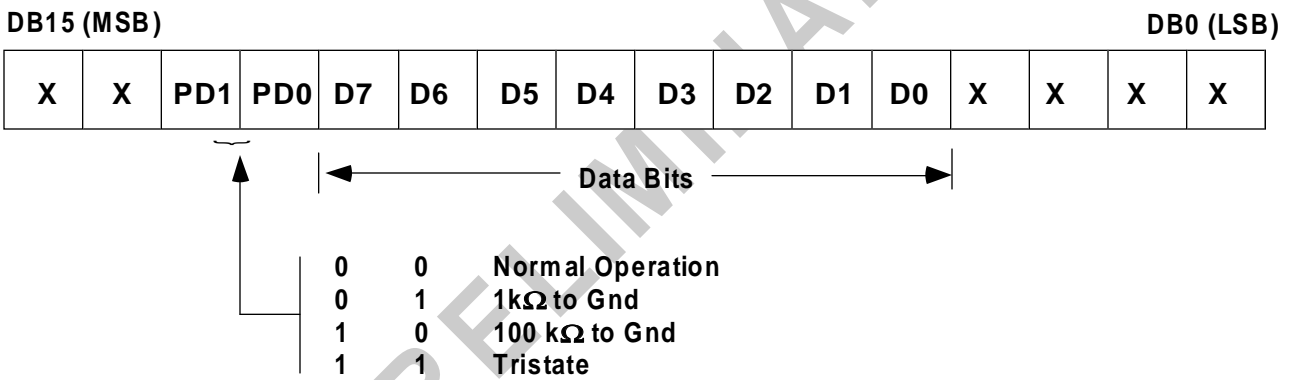 DB15 (MSB) DB0 (LSB)
X X PD1 PD0 D7 D6 D5 D4 D3 D2 D1 D0 X X X X
Data Bits
0 0 Normal Operation
0 1 1kΩ to Gnd
1 0 100 kΩ to Gnd
1 1 Tristate